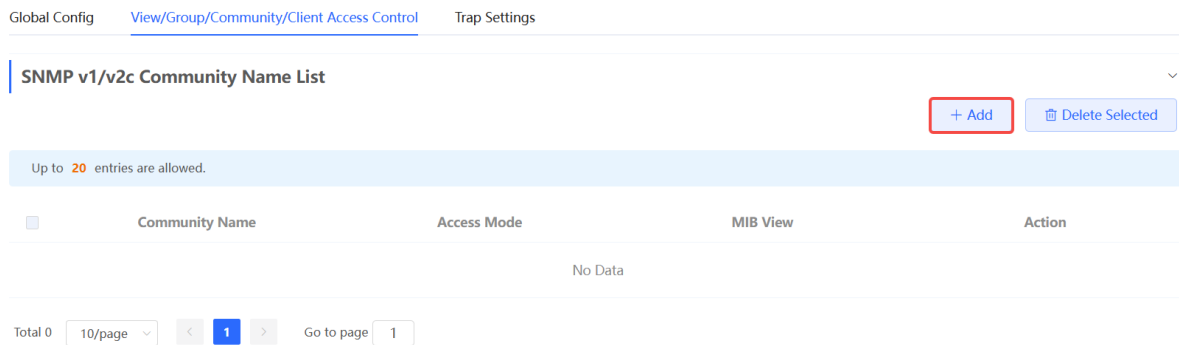 Global Config View/Group/Community/Client Access Control Trap Settings
SNMP v1/v2c Community Name List
+ Add Delete Selected
Up to 20 entries are allowed.
Community Name Access Mode MIB View Action
No Data
Total 0 10/page < 1 > Go to page 1